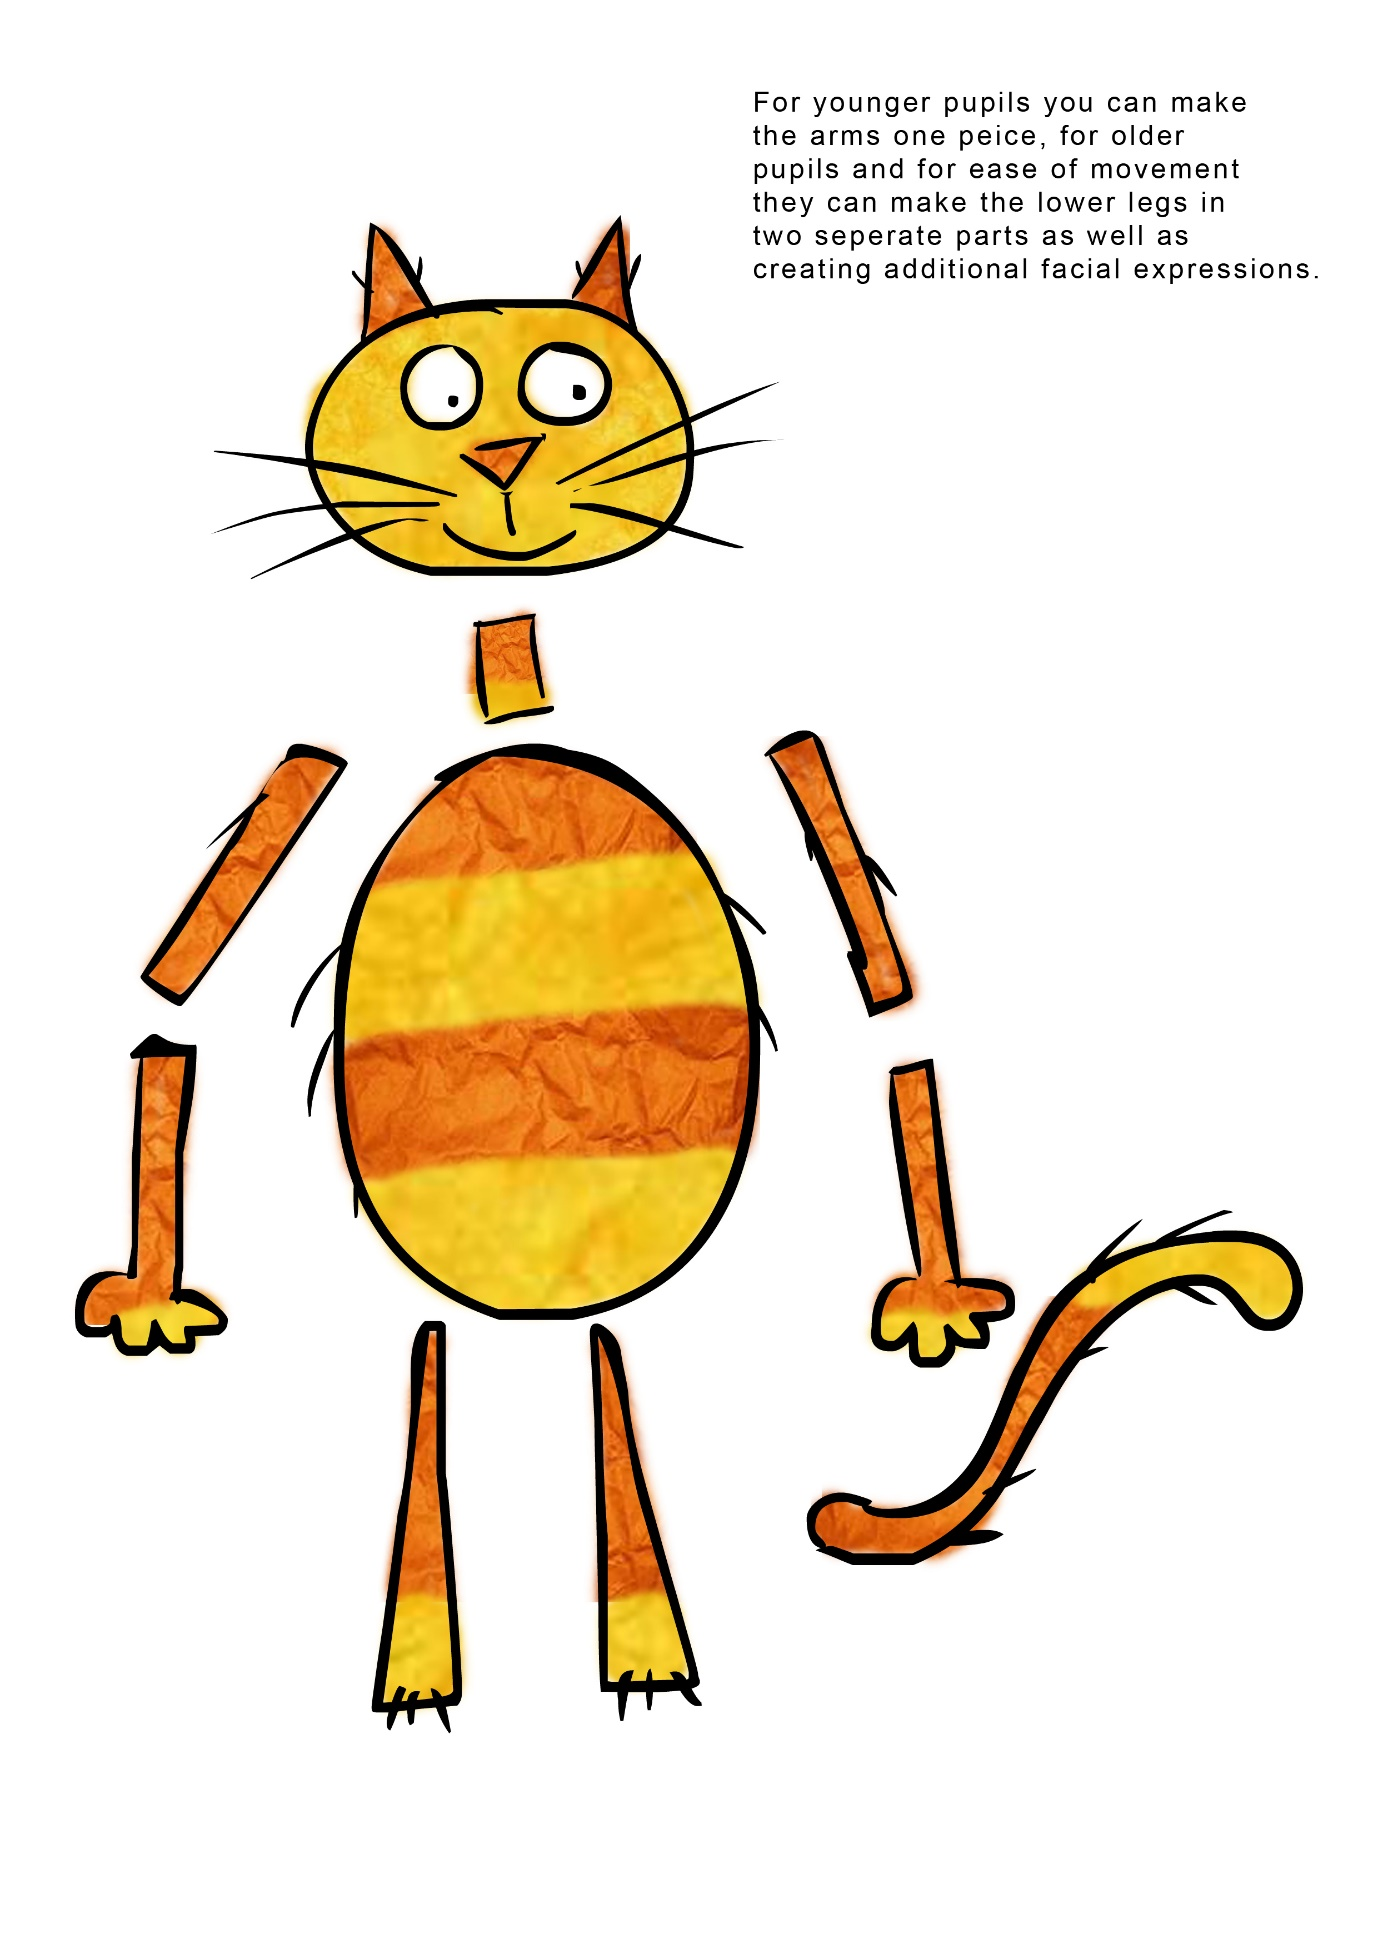 For younger pupils you can make
the arms one peice, for older
pupils and for ease of movement
they can make the lower legs in
two seperate parts as well as
creating additional facial expressions.